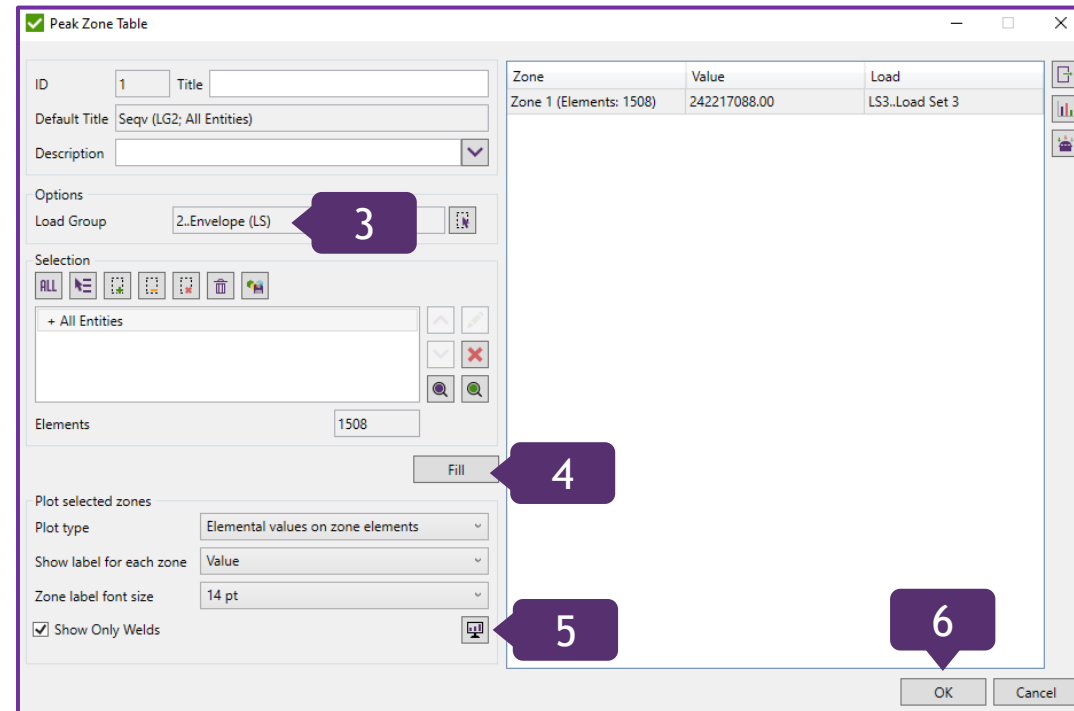 Peak Zone Table
ID 1 Title
Default Title Seqv (LG2; All Entities)
Description
Options
Load Group 2..Envelope (LS) 3
Selection
ALL
+ All Entities
Elements 1508
Fill 4
Plot selected zones
Plot type Elemental values on zone elements
Show label for each zone Value
Zone label font size 14 pt
Show Only Welds 5
Zone Value Load
Zone 1 (Elements: 1508) 242217088.00 LS3..Load Set 3
6
OK Cancel